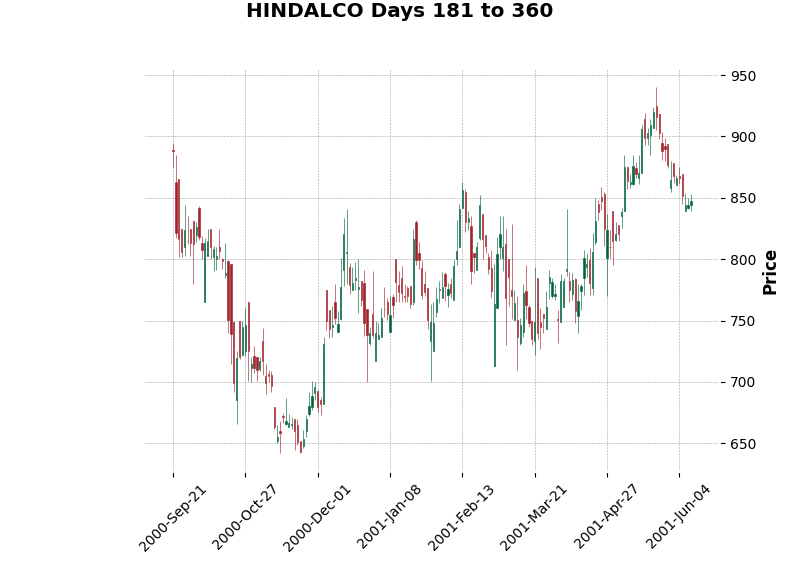 HINDALCO Days 181 to 360
950
900
850
800
750
700
650
Price
2000-Sep-21
2000-Oct-27
2000-Dec-01
2001-Jan-08
2001-Feb-13
2001-Mar-21
2001-Apr-27
2001-Jun-04